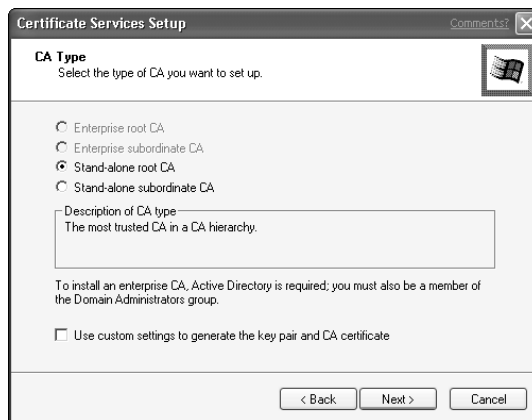 Certificate Services Setup
Comments?
CA Type
Select the type of CA you want to set up.
Enterprise root CA
Enterprise subordinate CA
Stand-alone root CA
Stand-alone subordinate CA
Description of CA type
The most trusted CA in a CA hierarchy.
To install an enterprise CA, Active Directory is required; you must also be a member of
the Domain Administrators group.
Use custom settings to generate the key pair and CA certificate
< Back
Next >
Cancel